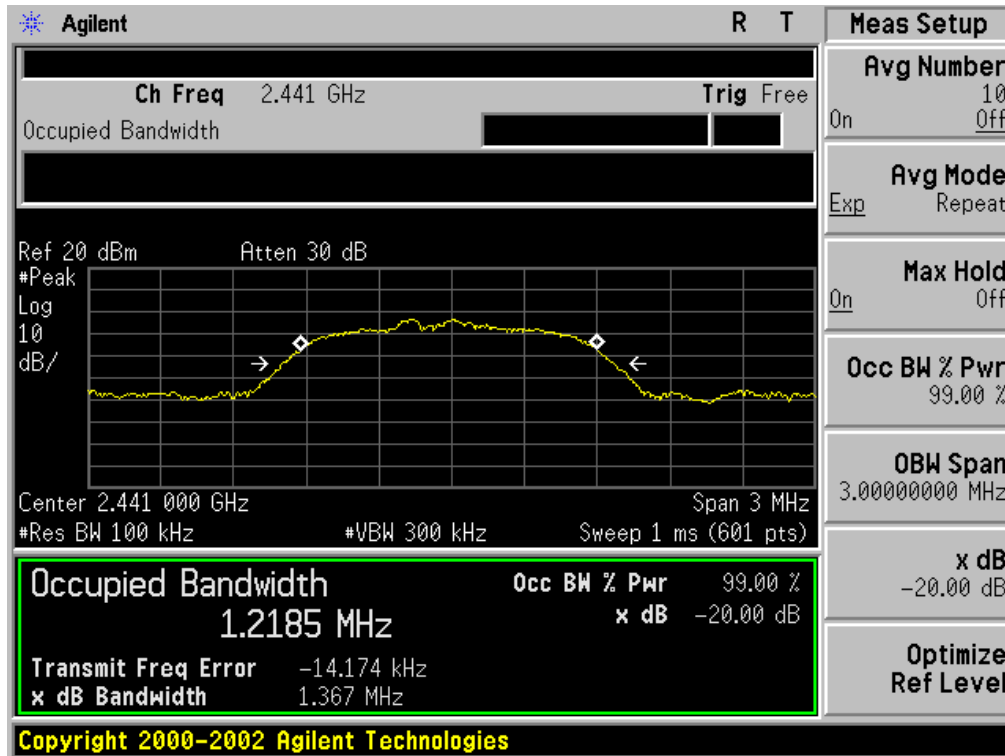 Agilent R T Meas Setup
Avg Number
10
On Off
Ch Freq 2.441 GHz Trig Free
Occupied Bandwidth
Avg Mode
Exp Repeat
Max Hold
On Off
Occ BW % Pwr
99.00 %
OBW Span
3.00000000 MHz
x dB
-20.00 dB
Optimize
Ref Level
Ref 20 dBm Atten 30 dB
#Peak
Log
10
dB/
Center 2.441 000 GHz Span 3 MHz
#Res BW 100 kHz #VBW 300 kHz Sweep 1 ms (601 pts)
Occupied Bandwidth Occ BW % Pwr 99.00 %
1.2185 MHz x dB -20.00 dB
Transmit Freq Error -14.174 kHz
x dB Bandwidth 1.367 MHz
Copyright 2000-2002 Agilent Technologies